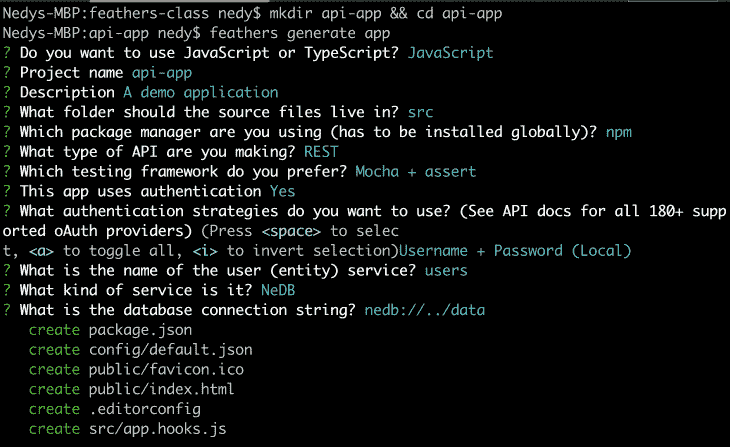 Nedys-MBP:feathers-class nedy$ mkdir api-app && cd api-app
Nedys-MBP:api-app nedy$ feathers generate app
? Do you want to use JavaScript or TypeScript? JavaScript
? Project name api-app
? Description A demo application
? What folder should the source files live in? src
? Which package manager are you using (has to be installed globally)? npm
? What type of API are you making? REST
? Which testing framework do you prefer? Mocha + assert
? This app uses authentication Yes
? What authentication strategies do you want to use? (See API docs for all 180+ supp
orted oAuth providers) (Press <space> to selec
t, <a> to toggle all, <i> to invert selection)Username + Password (Local)
? What is the name of the user (entity) service? users
? What kind of service is it? NeDB
? What is the database connection string? nedb://../data
create package.json
create config/default.json
create public/favicon.ico
create public/index.html
create .editorconfig
create src/app.hooks.js